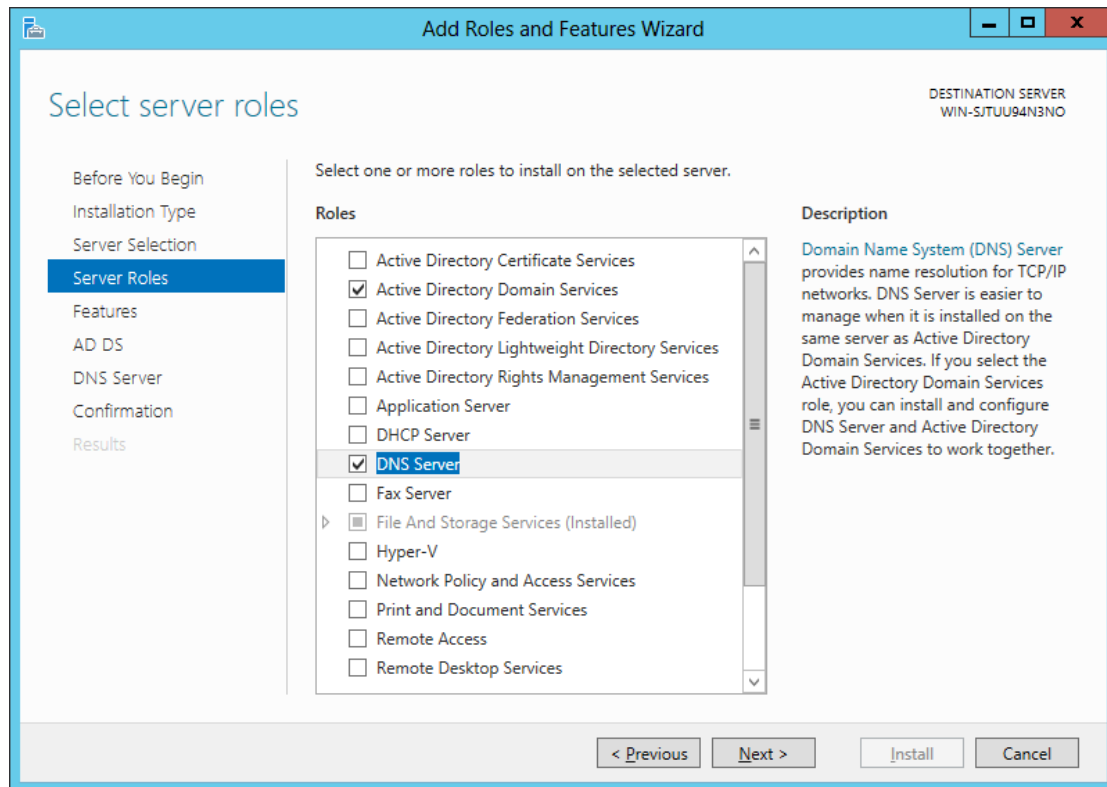 Add Roles and Features Wizard
Select server roles
DESTINATION SERVER
WIN-SJTUU94N3NO
Before You Begin
Installation Type
Server Selection
Server Roles
Features
AD DS
DNS Server
Confirmation
Results
Select one or more roles to install on the selected server.
Roles
Active Directory Certificate Services
Active Directory Domain Services
Active Directory Federation Services
Active Directory Lightweight Directory Services
Active Directory Rights Management Services
Application Server
DHCP Server
DNS Server
Fax Server
File And Storage Services (Installed)
Hyper-V
Network Policy and Access Services
Print and Document Services
Remote Access
Remote Desktop Services
Description
Domain Name System (DNS) Server
provides name resolution for TCP/IP
networks. DNS Server is easier to
manage when it is installed on the
same server as Active Directory
Domain Services. If you select the
Active Directory Domain Services
role, you can install and configure
DNS Server and Active Directory
Domain Services to work together.
< Previous
Next >
Install
Cancel